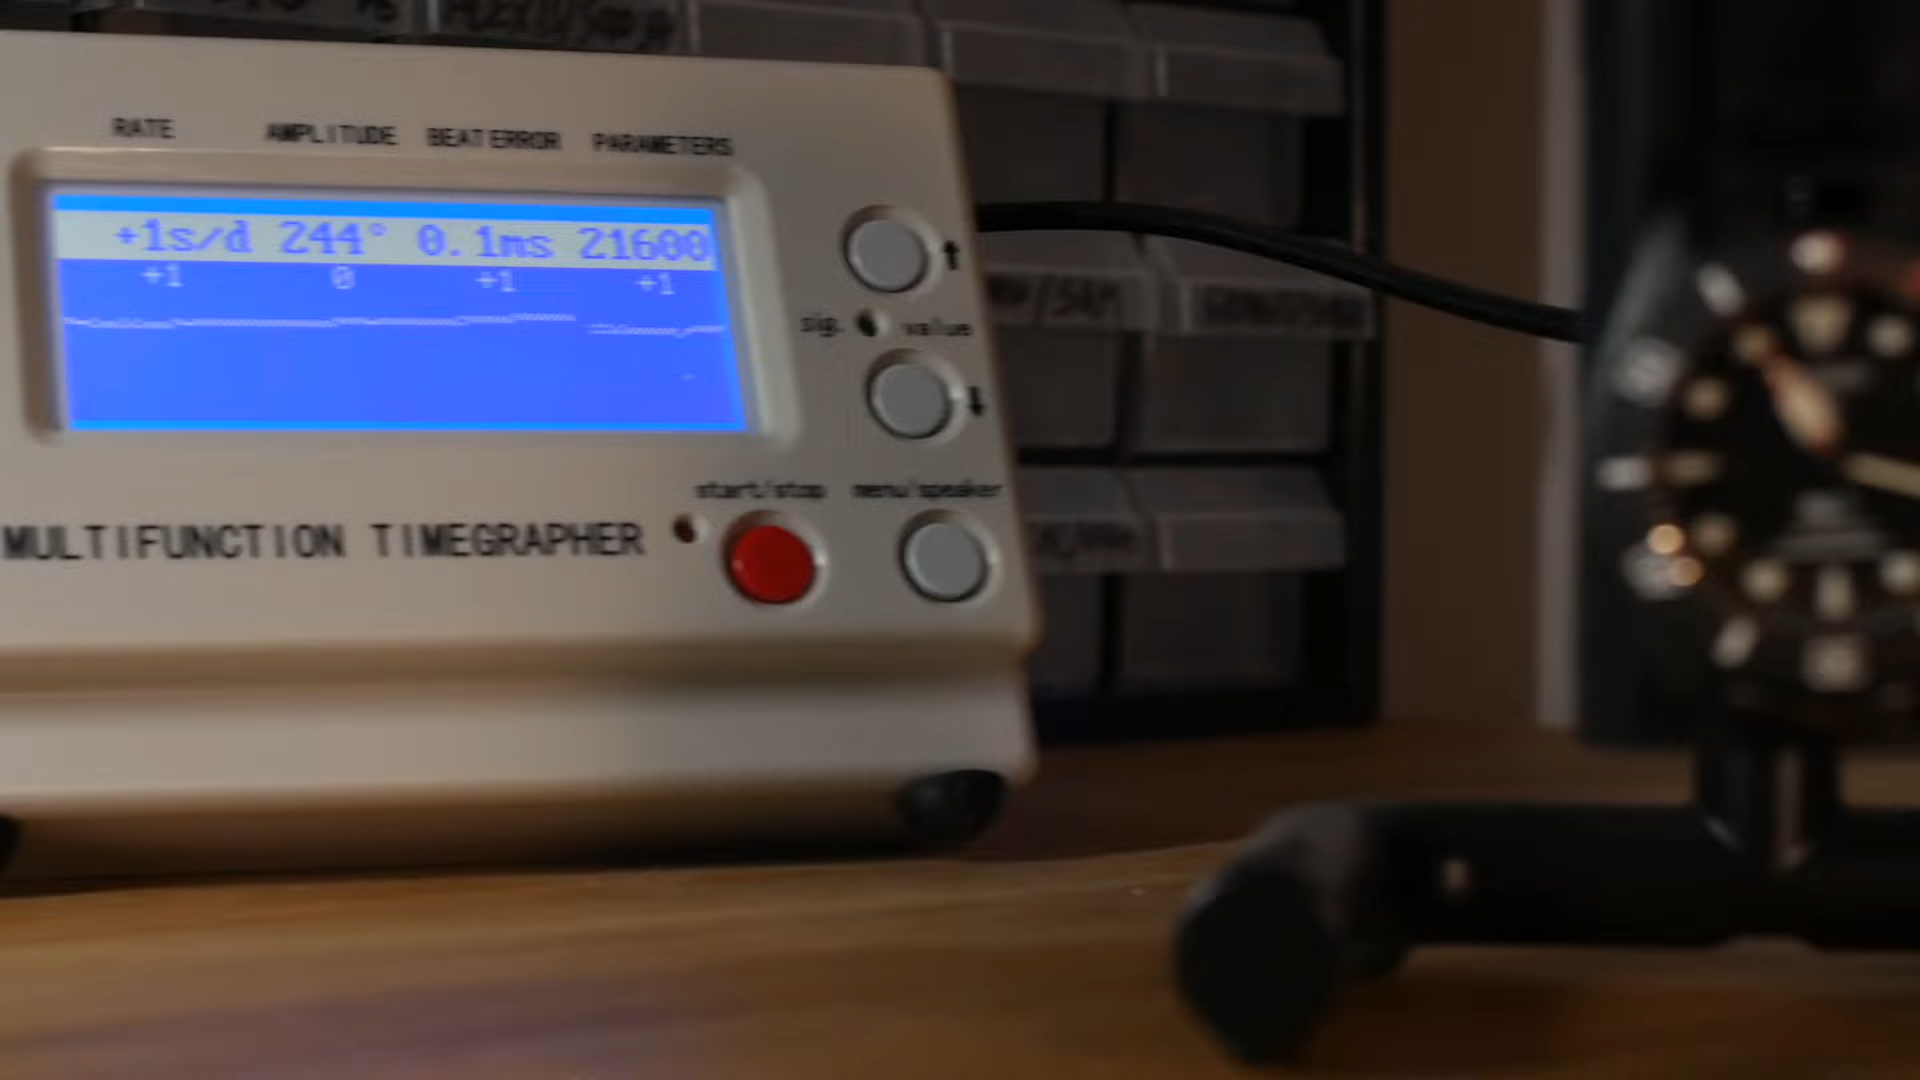 RATE AMPLITUDE BEAT ERROR PARAMETERS
+1s/d 244° 0.1ms 21600
+1 0 +1 +1
sig. value
start/stop menu/speaker
MULTIFUNCTION TIMEGRAPHER